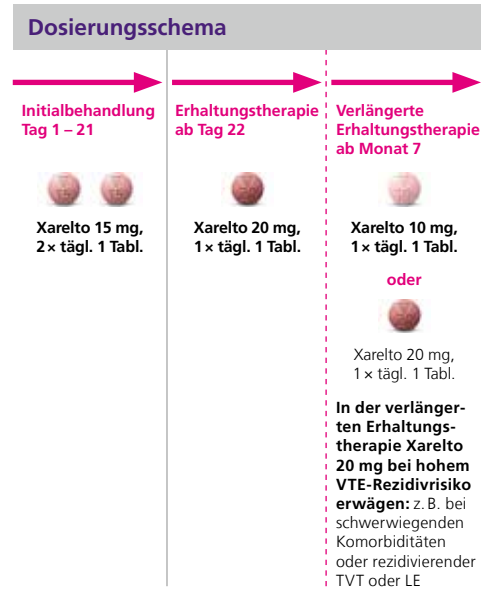 Dosierungsschema
Initialbehandlung
Tag 1 – 21
Xarelto 15 mg,
2× tägl. 1 Tabl.
Erhaltungstherapie
ab Tag 22
Xarelto 20 mg,
1× tägl. 1 Tabl.
Verlängerte
Erhaltungstherapie
ab Monat 7
Xarelto 10 mg,
1× tägl. 1 Tabl.
oder
Xarelto 20 mg,
1 × tägl. 1 Tabl.
In der verlänger-
ten Erhaltungs-
therapie Xarelto
20 mg bei hohem
VTE-Rezidivrisiko
erwägen: z. B. bei
schwerwiegenden
Komorbiditäten
oder rezidivierender
TVT oder LE